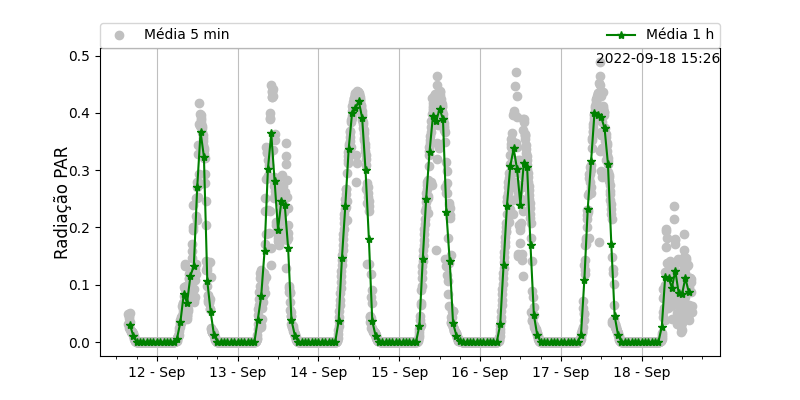 Média 5 min
Média 1 h
2022-09-18 15:26
Radiação PAR
0.5
0.4
0.3
0.2
0.1
0.0
12 - Sep
13 - Sep
14 - Sep
15 - Sep
16 - Sep
17 - Sep
18 - Sep